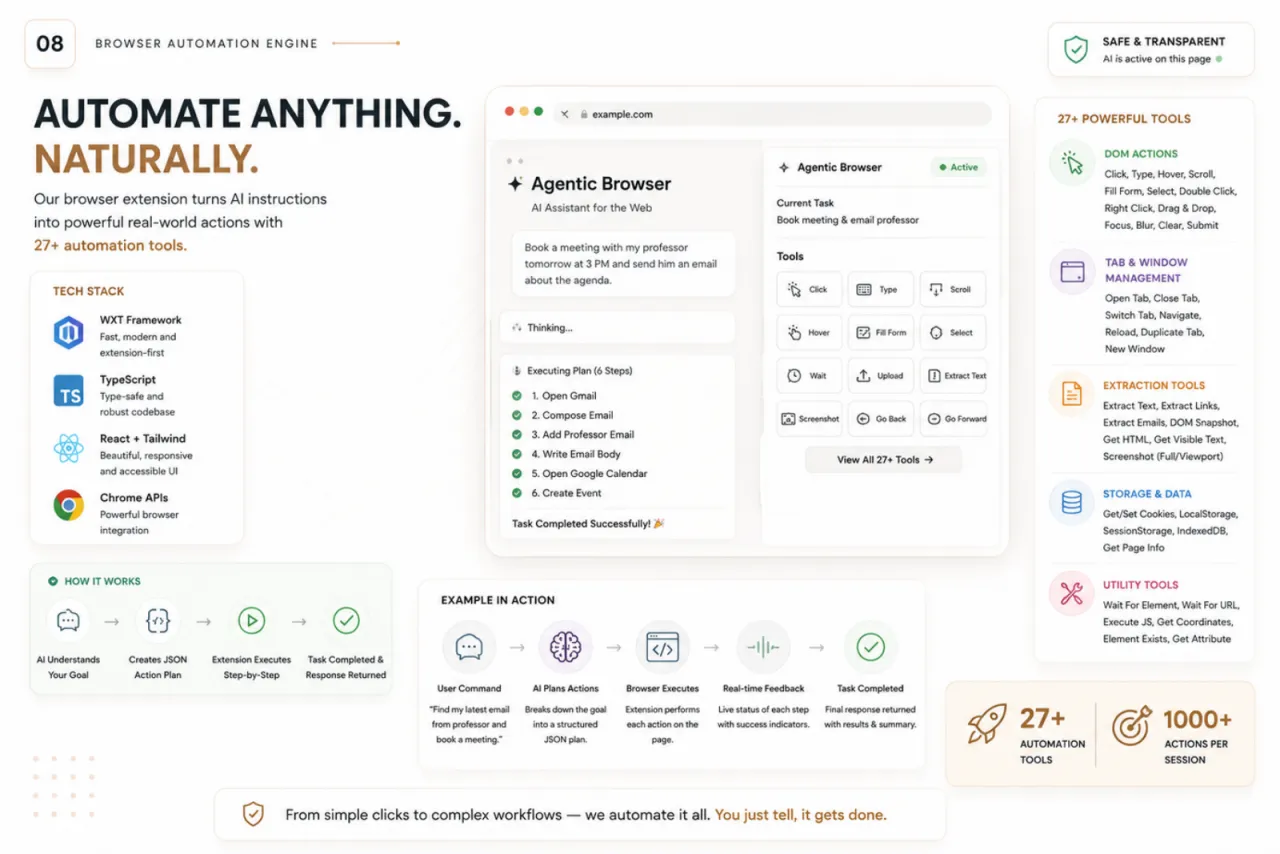 08
BROWSER AUTOMATION ENGINE
SAFE & TRANSPARENT
AI is active on this page
AUTOMATE ANYTHING.
NATURALLY.
Our browser extension turns AI instructions
into powerful real-world actions with
27+ automation tools.
TECH STACK
WXT Framework
Fast, modern and
extension-first
TS
TypeScript
Type-safe and
robust codebase
React + Tailwind
Beautiful, responsive
and accessible UI
Chrome APIs
Powerful browser
integration
example.com
Agentic Browser
AI Assistant for the Web
Book a meeting with my professor
tomorrow at 3 PM and send him an email
about the agenda.
Thinking...
Executing Plan (6 Steps)
1. Open Gmail
2. Compose Email
3. Add Professor Email
4. Write Email Body
5. Open Google Calendar
6. Create Event
Task Completed Successfully! 🎉
Agentic Browser
Active
Current Task
Book meeting & email professor
Tools
Click
Type
Scroll
Hover
Fill Form
Select
Wait
Upload
Extract Text
Screenshot
Go Back
Go Forward
View All 27+ Tools →
27+ POWERFUL TOOLS
DOM ACTIONS
Click, Type, Hover, Scroll,
Fill Form, Select, Double Click,
Right Click, Drag & Drop,
Focus, Blur, Clear, Submit
TAB & WINDOW
MANAGEMENT
Open Tab, Close Tab,
Switch Tab, Navigate,
Reload, Duplicate Tab,
New Window
EXTRACTION TOOLS
Extract Text, Extract Links,
Extract Emails, DOM Snapshot,
Get HTML, Get Visible Text,
Screenshot (Full/Viewport)
STORAGE & DATA
Get/Set Cookies, LocalStorage,
SessionStorage, IndexedDB,
Get Page Info
UTILITY TOOLS
Wait For Element, Wait For URL,
Execute JS, Get Coordinates,
Element Exists, Get Attribute
HOW IT WORKS
AI Understands
Your Goal
Creates JSON
Action Plan
Extension Executes
Step-by-Step
Task Completed &
Response Returned
EXAMPLE IN ACTION
User Command
"Find my latest email
from professor and
book a meeting."
AI Plans Actions
Breaks down the goal
into a structured
JSON plan.
Browser Executes
Extension performs
each action on the
page.
Real-time Feedback
Live status of each step
with success indicators.
Task Completed
Final response returned
with results & summary.
27+
AUTOMATION
TOOLS
1000+
ACTIONS PER
SESSION
From simple clicks to complex workflows — we automate it all. You just tell, it gets done.